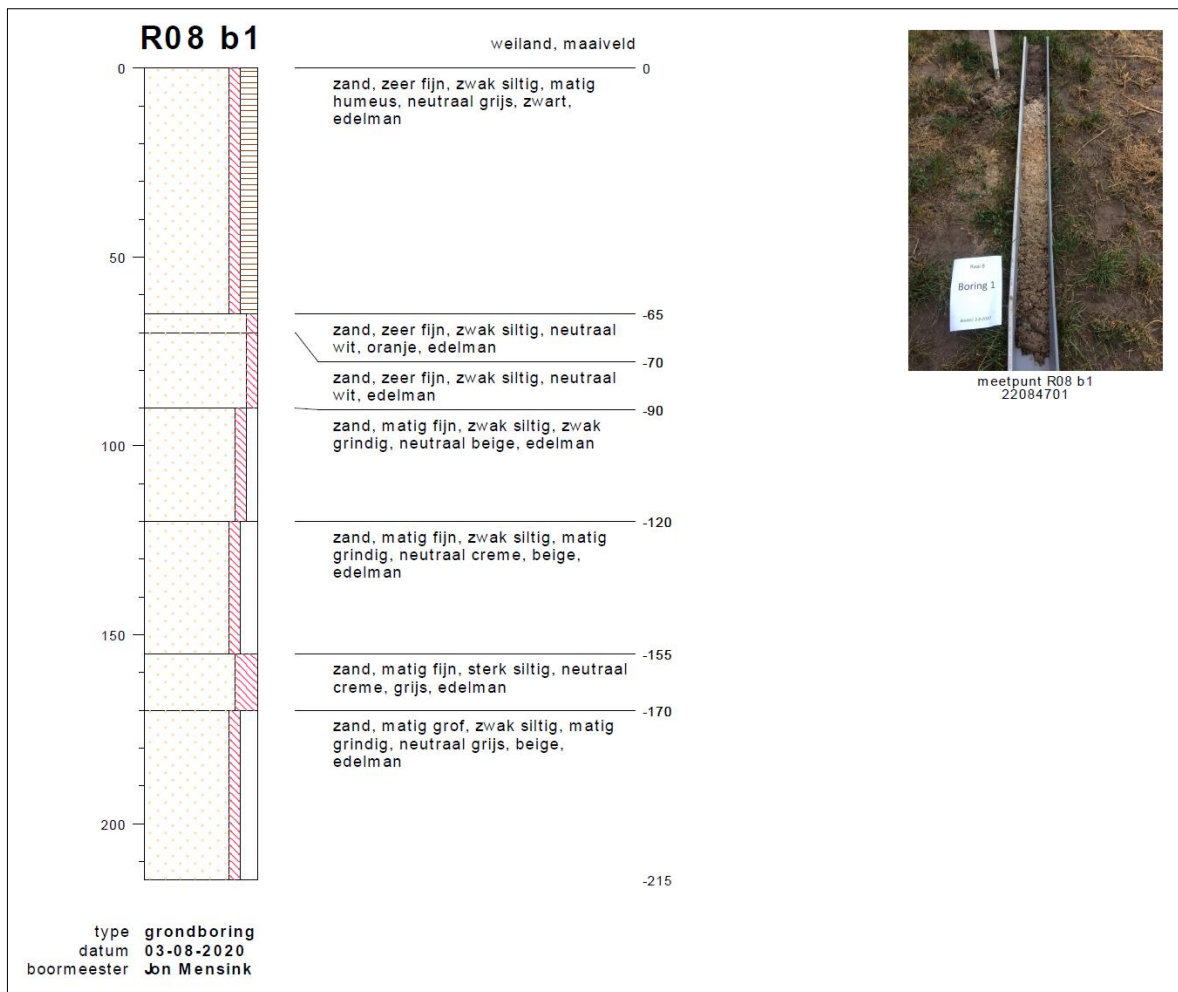 R08 b1
weiland, maaiveld
0
50
100
150
200
zand, zeer fijn, zwak siltig, matig
humeus, neutraal grijs, zwart,
edelman
zand, zeer fijn, zwak siltig, neutraal
wit, oranje, edelman
zand, zeer fijn, zwak siltig, neutraal
wit, edelman
zand, matig fijn, zwak siltig, zwak
grindig, neutraal beige, edelman
zand, matig fijn, zwak siltig, matig
grindig, neutraal creme, beige,
edelman
zand, matig fijn, sterk siltig, neutraal
creme, grijs, edelman
zand, matig grof, zwak siltig, matig
grindig, neutraal grijs, beige,
edelman
0
-65
-70
-90
-120
-155
-170
-215
Boring 1
meetpunt R08 b1
22084701
type grondboring
datum 03-08-2020
boormeester Jon Mensink